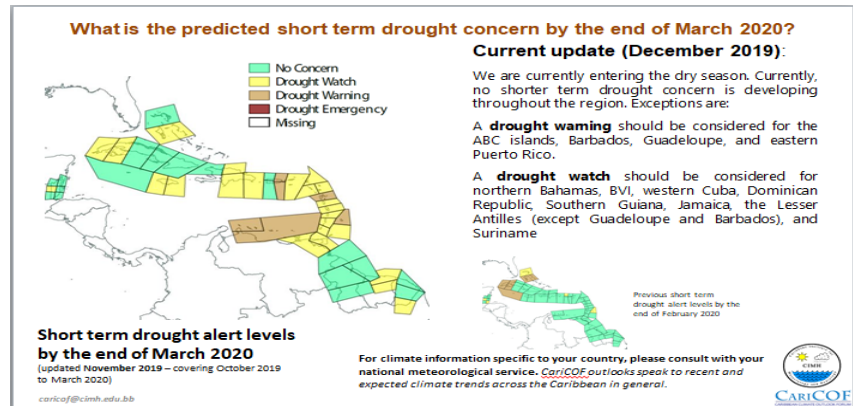 What is the predicted short term drought concern by the end of March 2020?
No Concern
Drought Watch
Drought Warning
Drought Emergency
Missing
Current update (December 2019):
We are currently entering the dry season. Currently,
no shorter term drought concern is developing
throughout the region. Exceptions are:
A drought warning should be considered for the
ABC islands, Barbados, Guadeloupe, and eastern
Puerto Rico.
A drought watch should be considered for
northern Bahamas, BVI, western Cuba, Dominican
Republic, Southern Guiana, Jamaica, the Lesser
Antilles (except Guadeloupe and Barbados), and
Suriname
Previous short term
drought alert levels by the
end of February 2020
Short term drought alert levels
by the end of March 2020
(updated November 2019 – covering October 2019
to March 2020)
caricof@cimh.edu.bb
For climate information specific to your country, please consult with your
national meteorological service. CariCOF outlooks speak to recent and
expected climate trends across the Caribbean in general.
CIMH
CARICOF